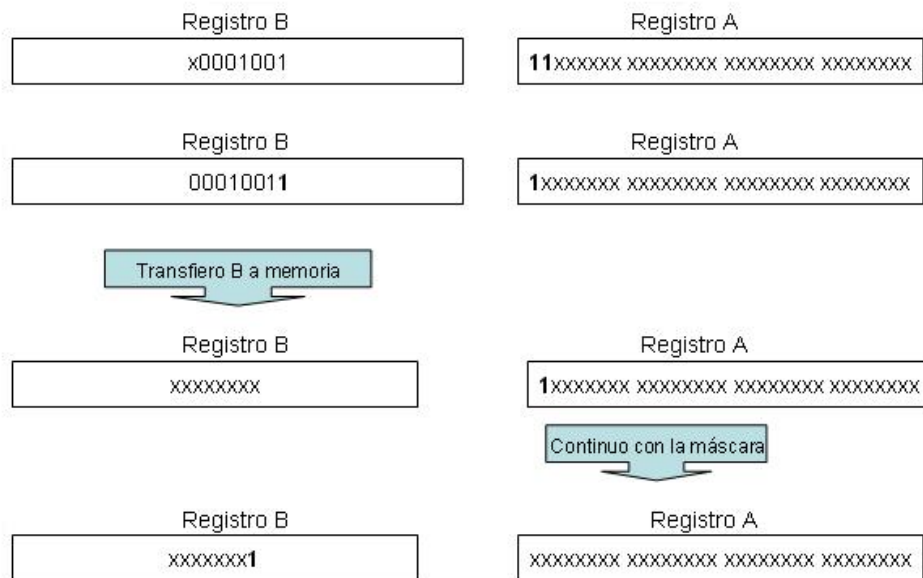 Registro B Registro A
x0001001 11xxxxxx xxxxxxxx xxxxxxxx xxxxxxxx
Registro B Registro A
00010011 1xxxxxxx xxxxxxxx xxxxxxxx xxxxxxxx
Transfiero B a memoria
Registro B Registro A
xxxxxxxx 1xxxxxxx xxxxxxxx xxxxxxxx xxxxxxxx
Continuo con la máscara
Registro B Registro A
xxxxxxx1 xxxxxxxx xxxxxxxx xxxxxxxx xxxxxxxx